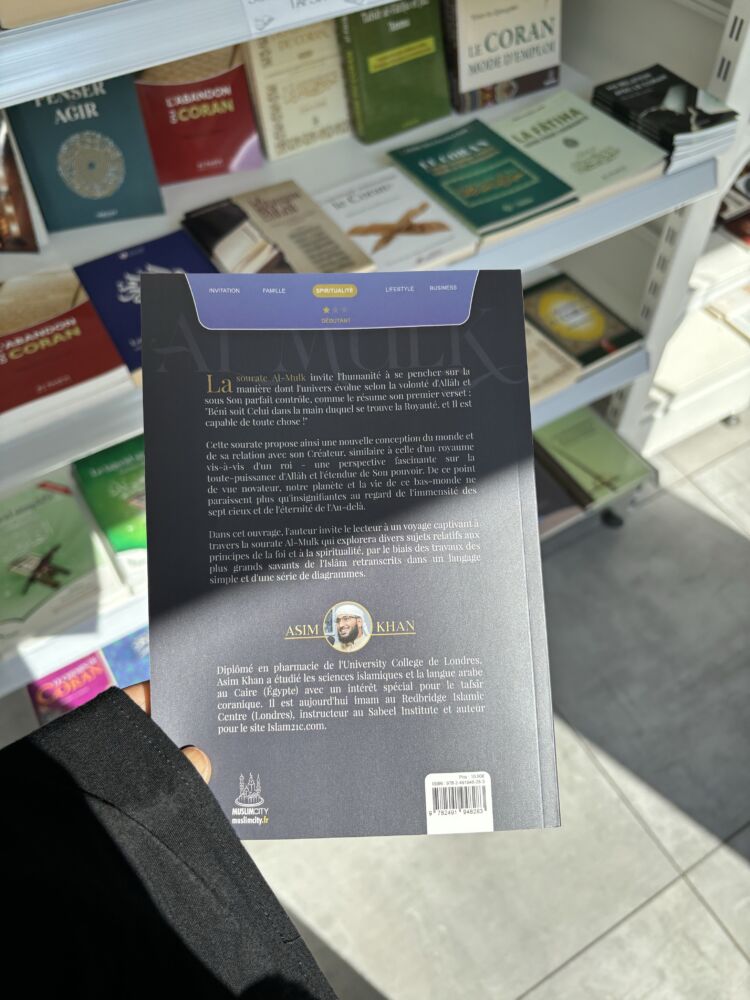 LE CORAN
MODE D'EMPLOI
PENSER
AGIR
L'ABANDON
DU CORAN
LE CORAN
LA FATIHA
L'ABANDON
DU CORAN
CORAN
INVITATION
FAMILLE
SPIRITUALITÉ
LIFESTYLE
BUSINESS
DÉBUTANT
AL-MULK
La sourate Al-Mulk invite l'humanité à se pencher sur la
manière dont l'univers évolue selon la volonté d'Allâh et
sous Son parfait contrôle, comme le résume son premier verset :
"Béni soit Celui dans la main duquel se trouve la Royauté, et Il est
capable de toute chose !"
Cette sourate propose ainsi une nouvelle conception du monde et
de sa relation avec son Créateur, similaire à celle d'un royaume
vis-à-vis d'un roi - une perspective fascinante sur la
toute-puissance d'Allâh et l'étendue de Son pouvoir. De ce point
de vue novateur, notre planète et la vie de ce bas-monde ne
paraissent plus qu'insignifiantes au regard de l'immensité des
sept cieux et de l'éternité de l'Au-delà.
Dans cet ouvrage, l'auteur invite le lecteur à un voyage captivant à
travers la sourate Al-Mulk qui explorera divers sujets relatifs aux
principes de la foi et à la spiritualité, par le biais des travaux des
plus grands savants de l'Islâm retranscrits dans un langage
simple et d'une série de diagrammes.
ASIM KHAN
Diplômé en pharmacie de l'University College de Londres,
Asim Khan a étudié les sciences islamiques et la langue arabe
au Caire (Égypte) avec un intérêt spécial pour le tafsir
coranique. Il est aujourd'hui imam au Redbridge Islamic
Centre (Londres), instructeur au Sabeel Institute et auteur
pour le site Islam21c.com.
MUSLIMCITY
muslimcity.fr
9 782491 948283